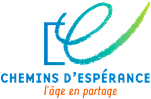 CHEMINS D'ESPÉRANCE
l'âge en partage